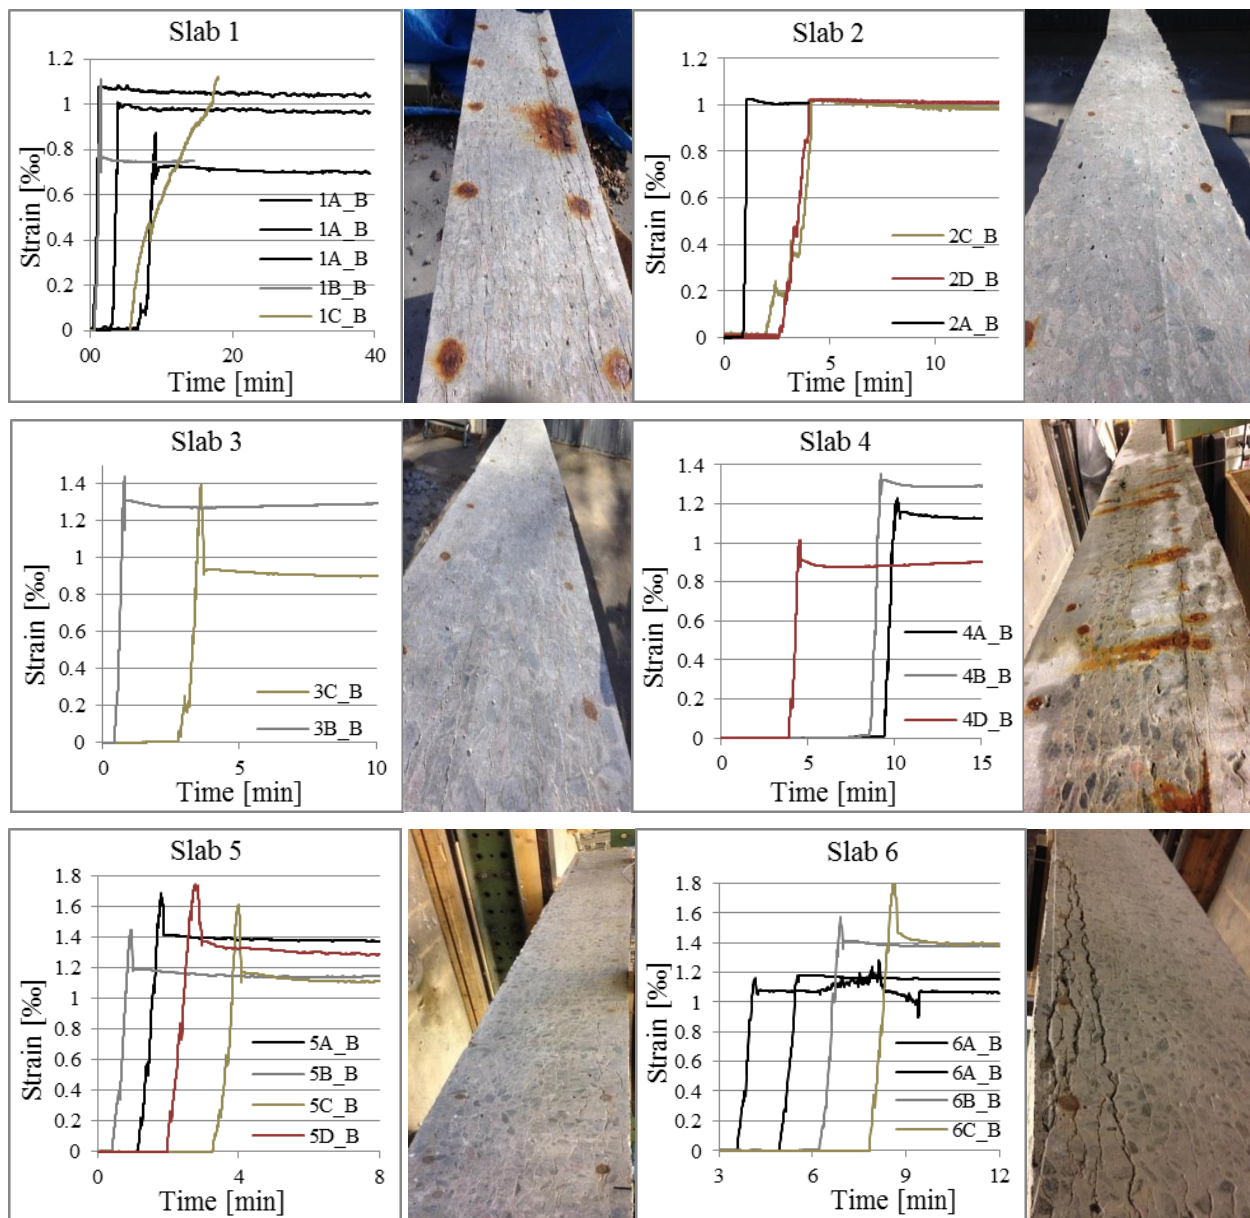 Slab 1
Strain [‰]
1.2
1
0.8
0.6
0.4
0.2
0
1A_B
1A_B
1A_B
1B_B
1C_B
00 20 40
Time [min]
Slab 2
Strain [‰]
1.2
1
0.8
0.6
0.4
0.2
0
2C_B
2D_B
2A_B
0 5 10
Time [min]
Slab 3
Strain [‰]
1.4
1.2
1
0.8
0.6
0.4
0.2
0
3C_B
3B_B
0 5 10
Time [min]
Slab 4
Strain [‰]
1.4
1.2
1
0.8
0.6
0.4
0.2
0
4A_B
4B_B
4D_B
0 5 10 15
Time [min]
Slab 5
Strain [‰]
1.8
1.6
1.4
1.2
1
0.8
0.6
0.4
0.2
0
5A_B
5B_B
5C_B
5D_B
0 4 8
Time [min]
Slab 6
Strain [‰]
1.8
1.6
1.4
1.2
1
0.8
0.6
0.4
0.2
0
6A_B
6A_B
6B_B
6C_B
3 6 9 12
Time [min]